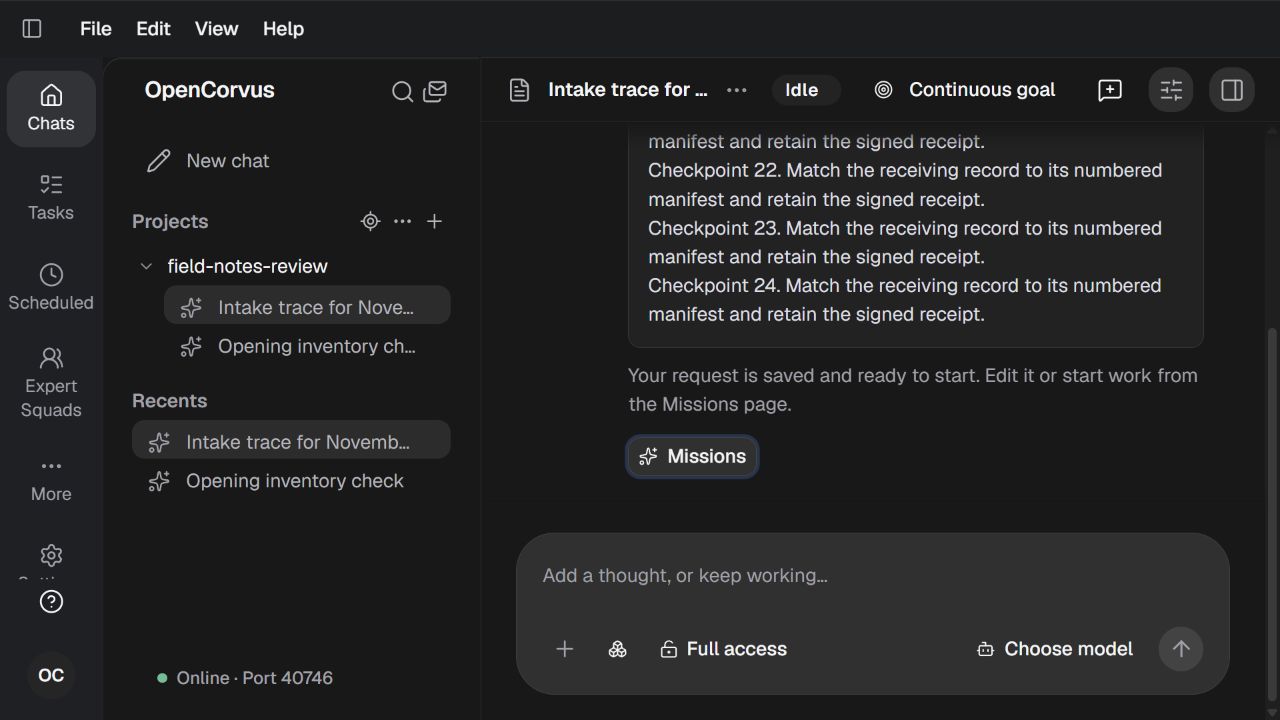 File Edit View Help
Chats
Tasks
Scheduled
Expert
Squads
More
OC
OpenCorvus
New chat
Projects
field-notes-review
Intake trace for Nove...
Opening inventory ch...
Recents
Intake trace for Novemb...
Opening inventory check
Online · Port 40746
Intake trace for ... Idle Continuous goal
manifest and retain the signed receipt.
Checkpoint 22. Match the receiving record to its numbered
manifest and retain the signed receipt.
Checkpoint 23. Match the receiving record to its numbered
manifest and retain the signed receipt.
Checkpoint 24. Match the receiving record to its numbered
manifest and retain the signed receipt.
Your request is saved and ready to start. Edit it or start work from
the Missions page.
Missions
Add a thought, or keep working...
Full access Choose model